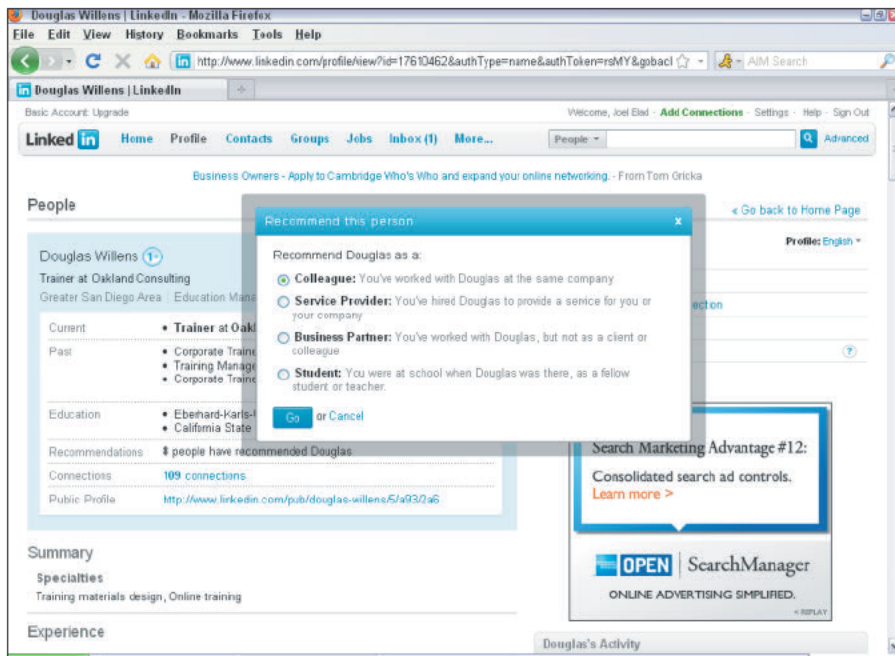 Douglas Willens | LinkedIn - Mozilla Firefox
File Edit View History Bookmarks Tools Help
http://www.linkedin.com/profile/view?id=17610462&authType=name&authToken=rsMY&gobacl AIM Search
Douglas Willens | LinkedIn
Basic Account: Upgrade Welcome, Joel Elad · Add Connections · Settings · Help · Sign Out
Linked in Home Profile Contacts Groups Jobs Inbox (1) More... People Advanced
Business Owners - Apply to Cambridge Who's Who and expand your online networking. - From Tom Gricka
People
« Go back to Home Page
Recommend this person x
Profile: English
Douglas Willens 1st
Trainer at Oakland Consulting
Greater San Diego Area | Education Mana
Recommend Douglas as a:
Colleague: You've worked with Douglas at the same company
Service Provider: You've hired Douglas to provide a service for you or
your company
Business Partner: You've worked with Douglas, but not as a client or
colleague
Student: You were at school when Douglas was there, as a fellow
student or teacher.
Go or Cancel
ection
?
Current • Trainer at Oakl
Past • Corporate Traine
• Training Manage
• Corporate Traine
Education • Eberhard-Karls-
• California State
Recommendations 8 people have recommended Douglas
Connections 109 connections
Public Profile http://www.linkedin.com/pub/douglas-willens/5/a93/2a6
Search Marketing Advantage #12:
Consolidated search ad controls.
Learn more >
OPEN | SearchManager
ONLINE ADVERTISING SIMPLIFIED.
< REPLAY
Summary
Specialties
Training materials design, Online training
Experience
Douglas's Activity